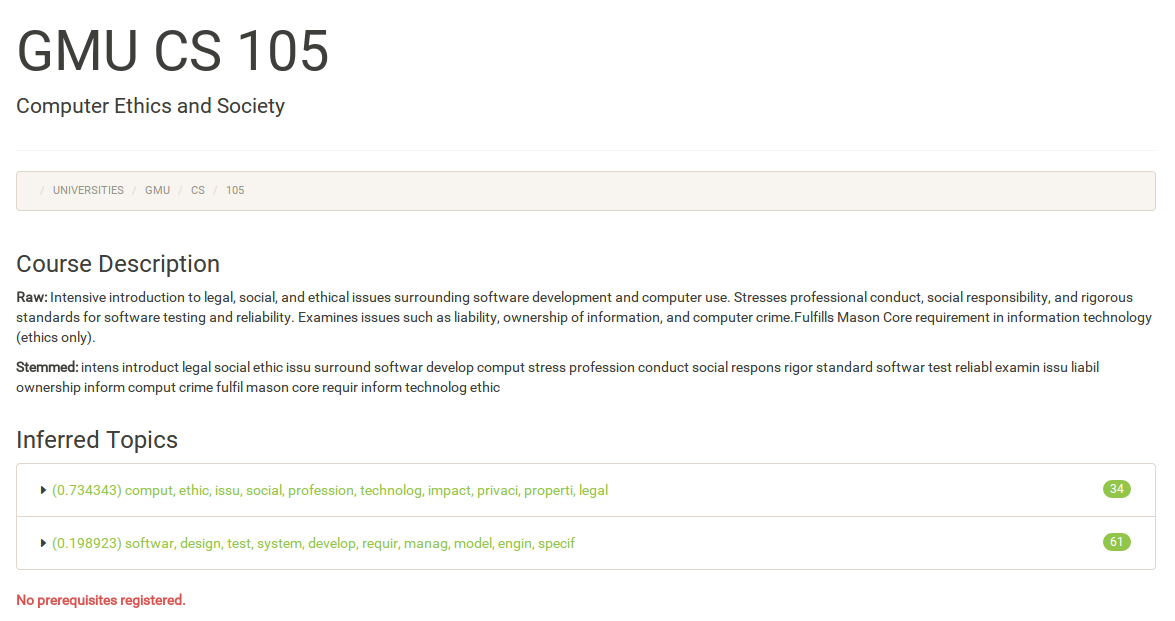 GMU CS 105
Computer Ethics and Society
/ UNIVERSITIES / GMU / CS / 105
Course Description
Raw: Intensive introduction to legal, social, and ethical issues surrounding software development and computer use. Stresses professional conduct, social responsibility, and rigorous
standards for software testing and reliability. Examines issues such as liability, ownership of information, and computer crime.Fulfills Mason Core requirement in information technology
(ethics only).
Stemmed: intens introduct legal social ethic issu surround softwar develop comput stress profession conduct social respons rigor standard softwar test reliabl examin issu liabil
ownership inform comput crime fulfil mason core requir inform technolog ethic
Inferred Topics
(0.734343) comput, ethic, issu, social, profession, technolog, impact, privaci, properti, legal 34
(0.198923) softwar, design, test, system, develop, requir, manag, model, engin, specif 61
No prerequisites registered.